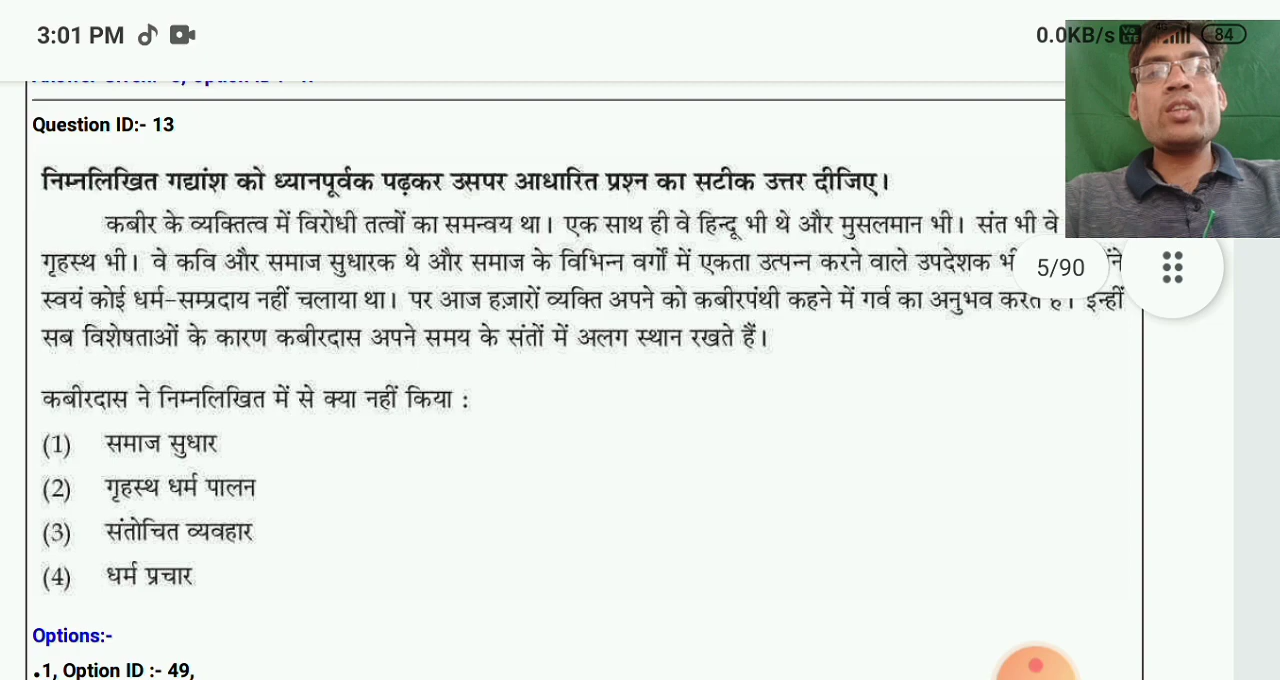 3:01 PM
0.0KB/s 84
Question ID:- 13
निम्नलिखित गद्यांश को ध्यानपूर्वक पढ़कर उसपर आधारित प्रश्न का सटीक उत्तर दीजिए।
कबीर के व्यक्तित्व में विरोधी तत्वों का समन्वय था। एक साथ ही वे हिन्दू भी थे और मुसलमान भी। संत भी वे
गृहस्थ भी। वे कवि और समाज सुधारक थे और समाज के विभिन्न वर्गों में एकता उत्पन्न करने वाले उपदेशक
5/90
स्वयं कोई धर्म-सम्प्रदाय नहीं चलाया था। पर आज हज़ारों व्यक्ति अपने को कबीरपंथी कहने में गर्व का अनुभव करते हैं। इन्हीं
सब विशेषताओं के कारण कबीरदास अपने समय के संतों में अलग स्थान रखते हैं।
कबीरदास ने निम्नलिखित में से क्या नहीं किया :
(1) समाज सुधार
(2) गृहस्थ धर्म पालन
(3) संतोचित व्यवहार
(4) धर्म प्रचार
Options:-
.1, Option ID :- 49,